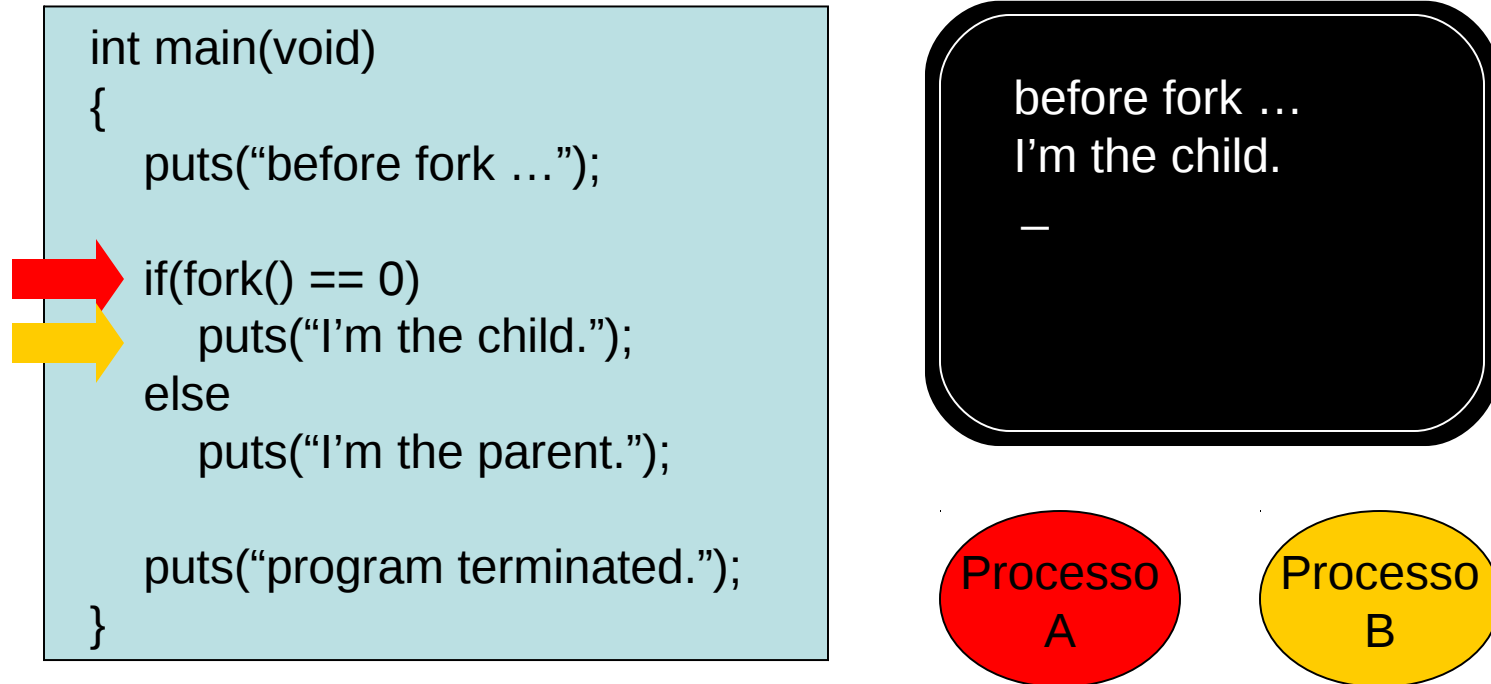 int main(void)
{
puts(“before fork …”);
if(fork() == 0)
puts(“I’m the child.”);
else
puts(“I’m the parent.”);
puts(“program terminated.”);
}
before fork …
I’m the child.
_
Processo
A
Processo
B